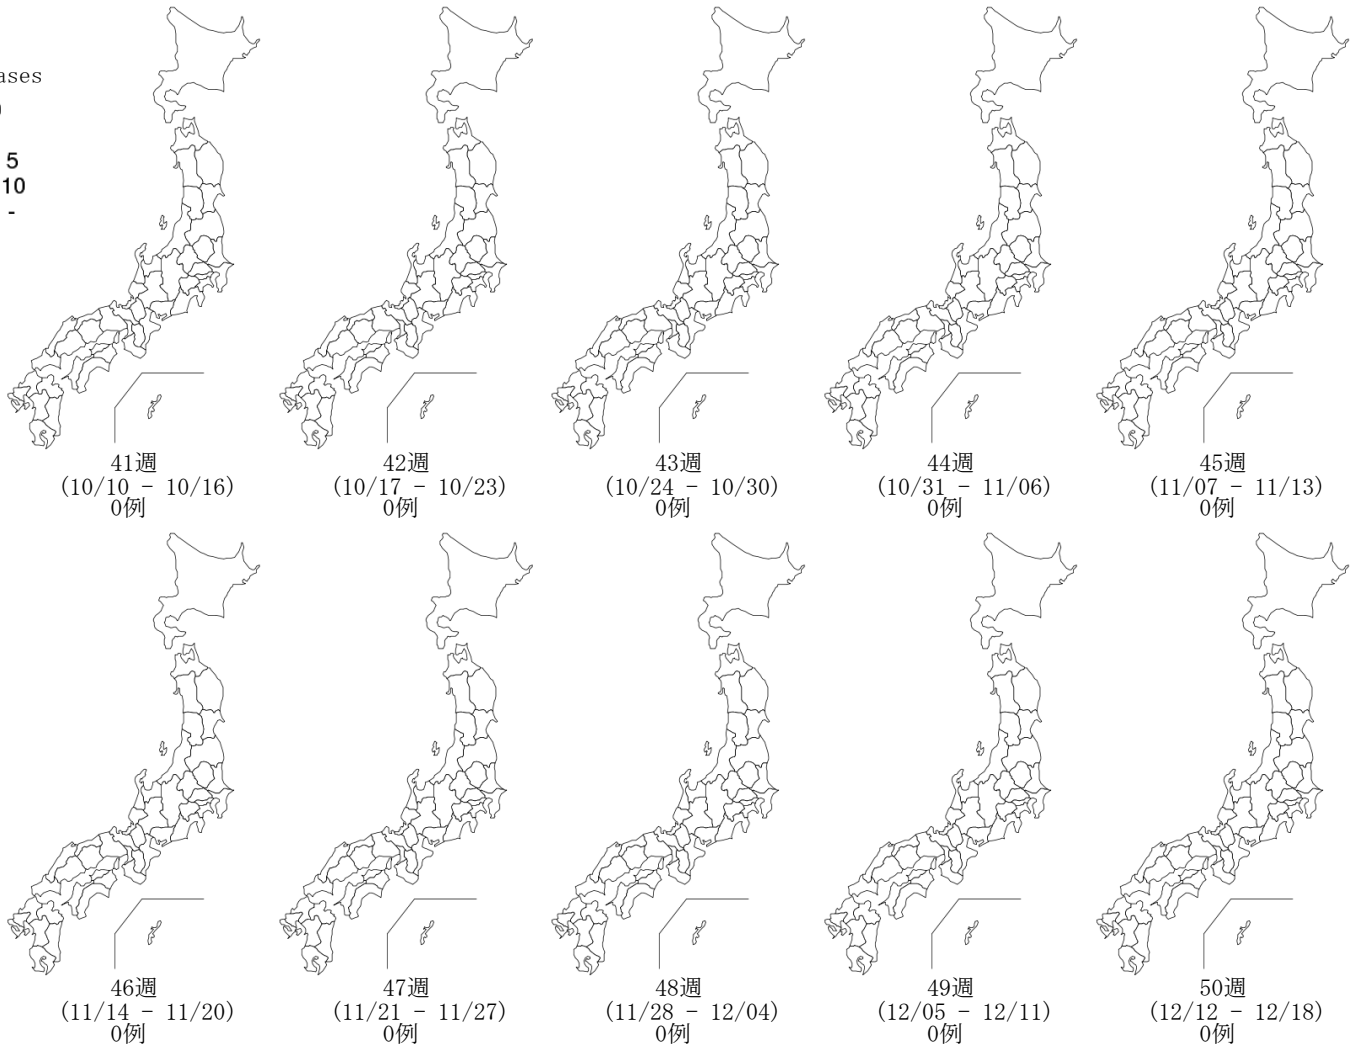 ases
5
10
-
41週
(10/10 - 10/16)
0例
42週
(10/17 - 10/23)
0例
43週
(10/24 - 10/30)
0例
44週
(10/31 - 11/06)
0例
45週
(11/07 - 11/13)
0例
46週
(11/14 - 11/20)
0例
47週
(11/21 - 11/27)
0例
48週
(11/28 - 12/04)
0例
49週
(12/05 - 12/11)
0例
50週
(12/12 - 12/18)
0例